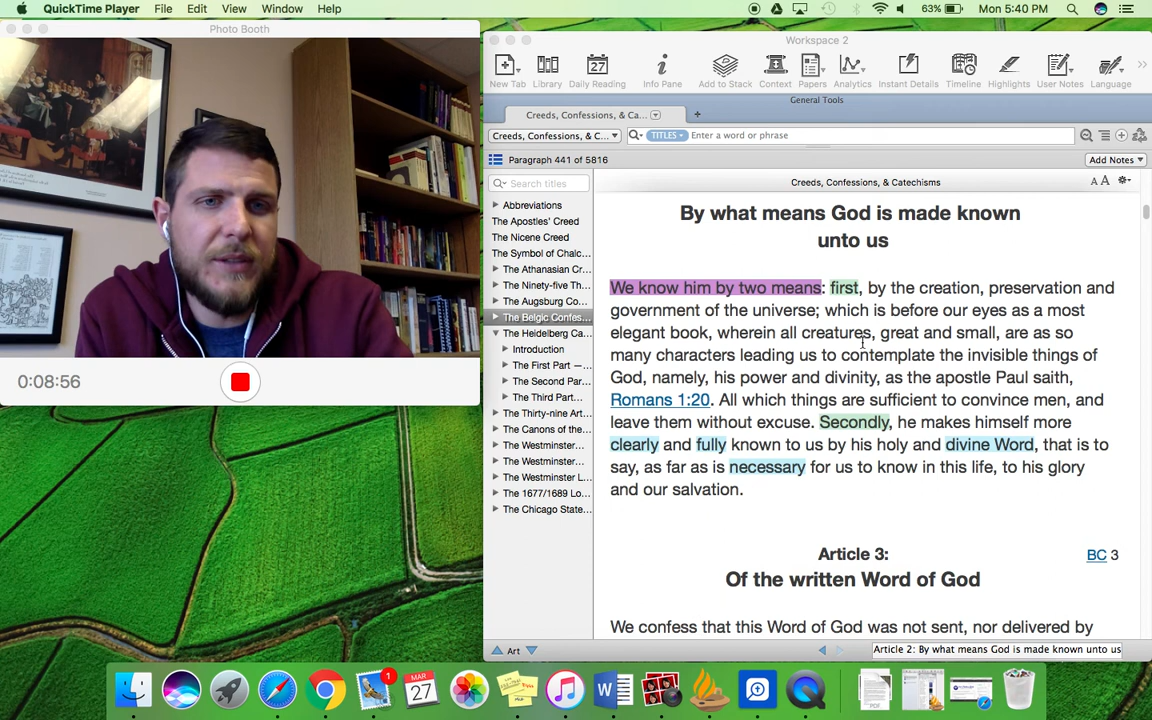 QuickTime Player File Edit View Window Help
63% Mon 5:40 PM
Photo Booth
0:08:56
Workspace 2
New Tab Library Daily Reading Info Pane Add to Stack Context Papers Analytics Instant Details Timeline Highlights User Notes Language
General Tools
Creeds, Confessions, & Ca...
Creeds, Confessions, & C... TITLES Enter a word or phrase
Paragraph 441 of 5816 Add Notes
Search titles
Abbreviations
The Apostles' Creed
The Nicene Creed
The Symbol of Chalc...
The Athanasian Cr...
The Ninety-five Th...
The Augsburg Co...
The Belgic Confes...
The Heidelberg Ca...
Introduction
The First Part —...
The Second Par...
The Third Part...
The Thirty-nine Art...
The Canons of the...
The Westminster...
The Westminster...
The Westminster L...
The 1677/1689 Lo...
The Chicago State...
Creeds, Confessions, & Catechisms
A A
By what means God is made known
unto us
We know him by two means: first, by the creation, preservation and
government of the universe; which is before our eyes as a most
elegant book, wherein all creatures, great and small, are as so
many characters leading us to contemplate the invisible things of
God, namely, his power and divinity, as the apostle Paul saith,
Romans 1:20. All which things are sufficient to convince men, and
leave them without excuse. Secondly, he makes himself more
clearly and fully known to us by his holy and divine Word, that is to
say, as far as is necessary for us to know in this life, to his glory
and our salvation.
Article 3: BC 3
Of the written Word of God
We confess that this Word of God was not sent, nor delivered by
Art Article 2: By what means God is made known unto us
1
MAR
27
PDF